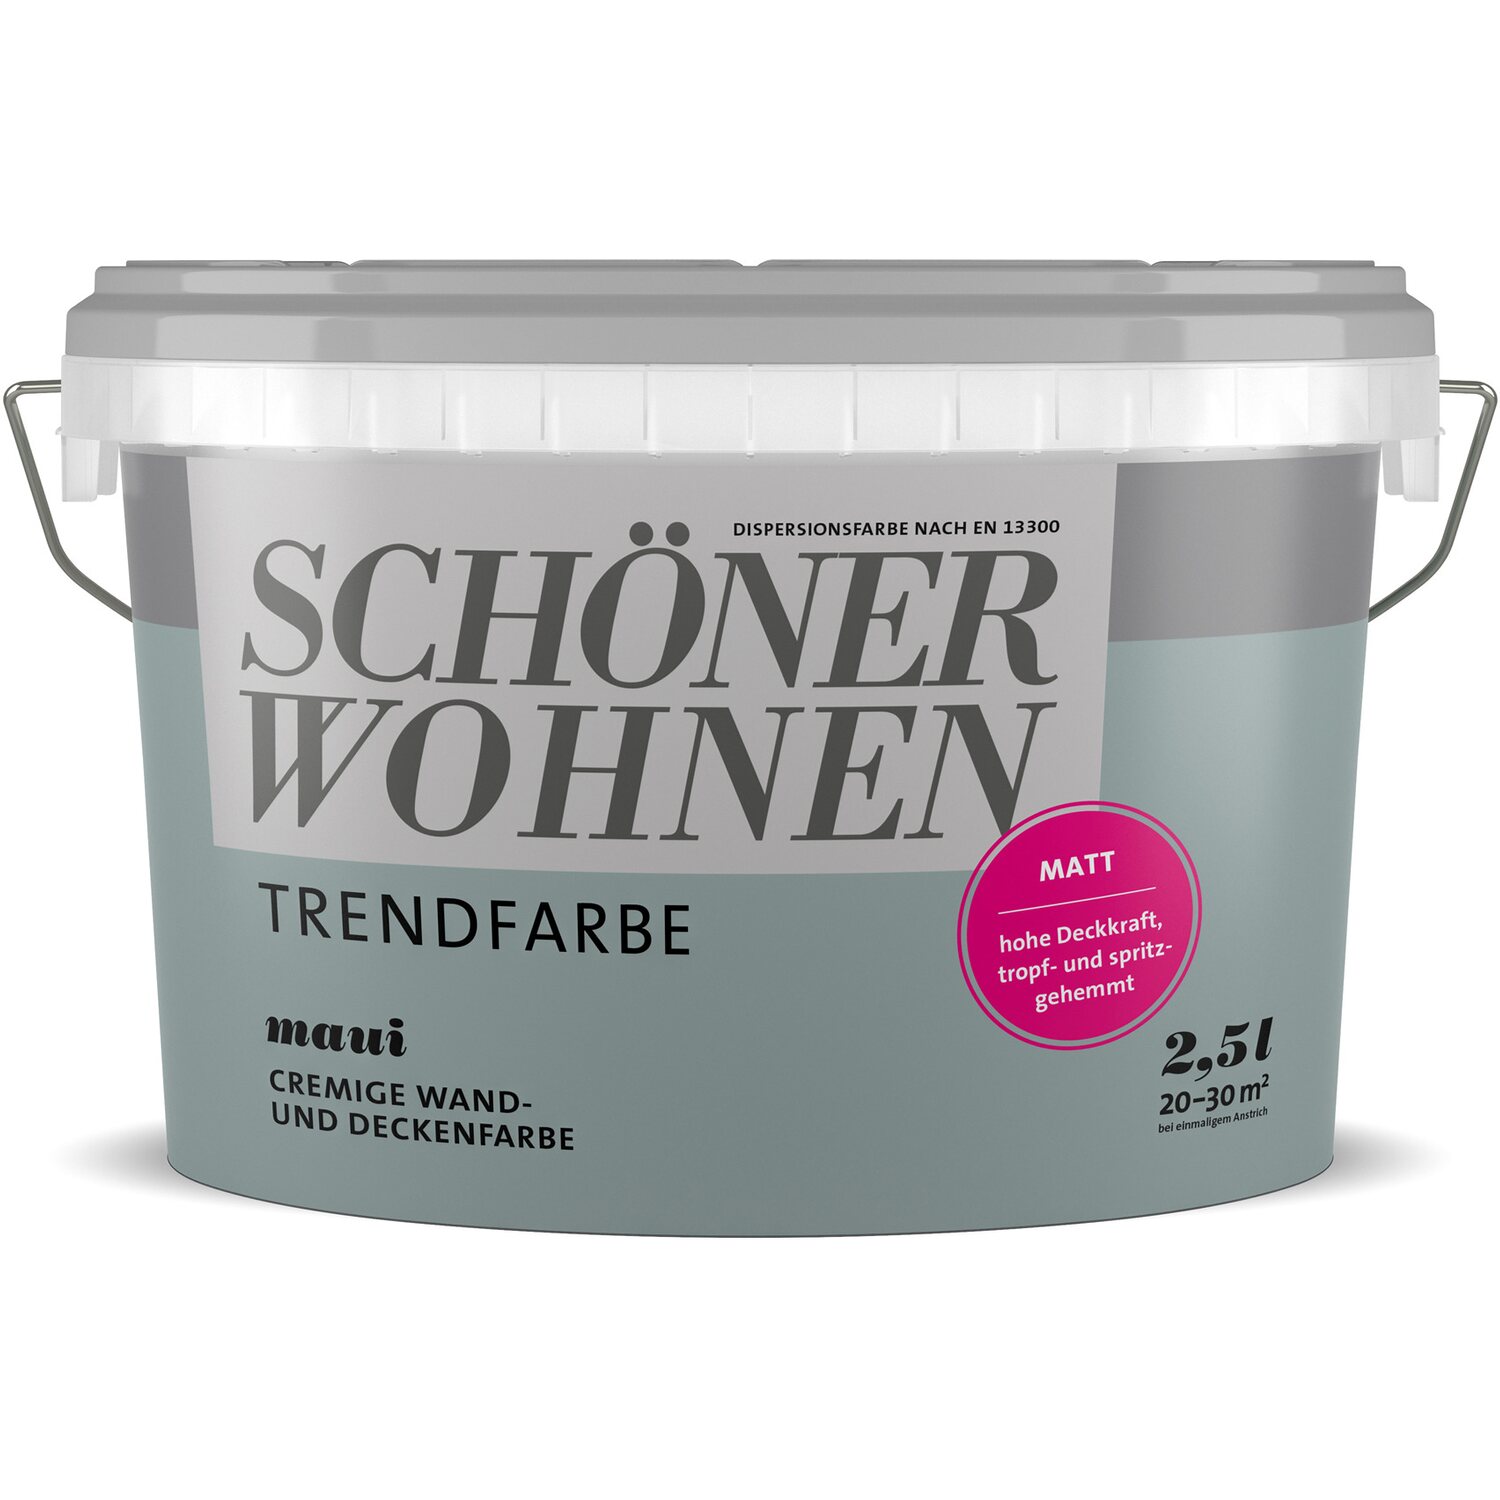 DISPERSIONSFARBE NACH EN 13300
SCHÖNER
WOHNEN
TRENDFARBE
MATT
hohe Deckkraft,
tropf- und spritz-
gehemmt
maui
CREMIGE WAND-
UND DECKENFARBE
2,5l
20–30 m²
bei einmaligem Anstrich